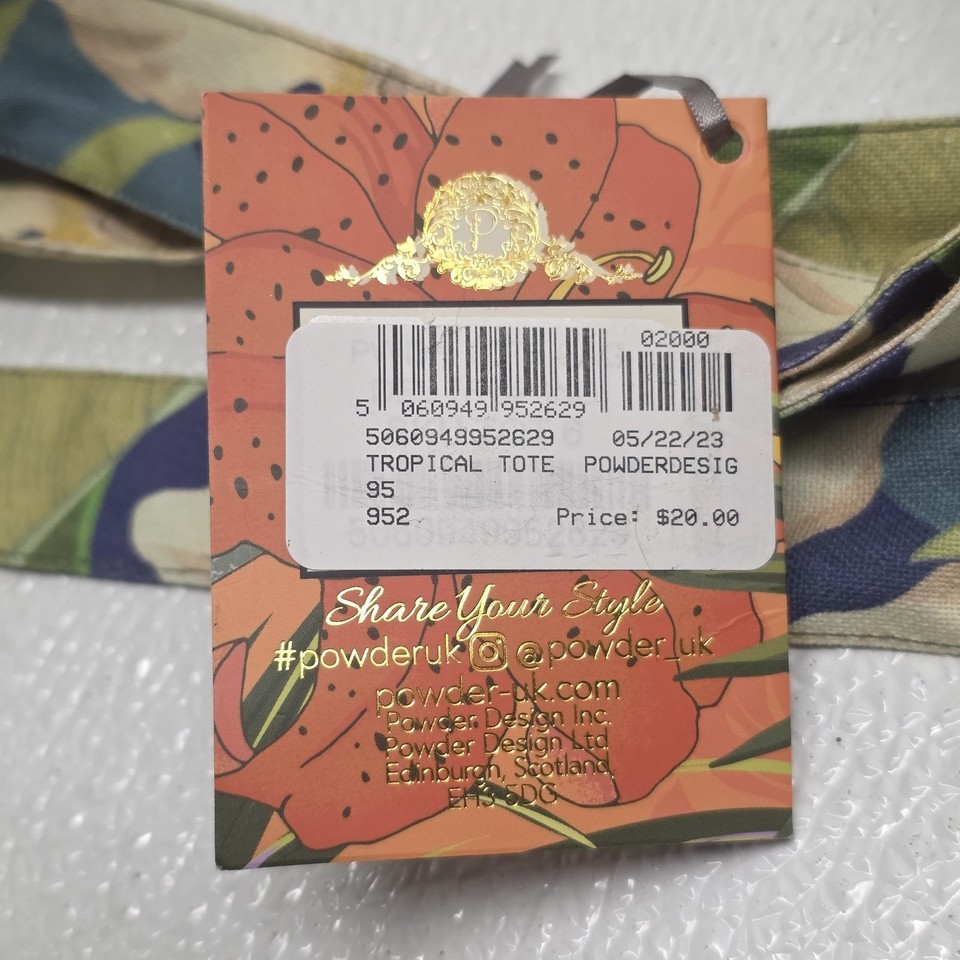 P
02000
5 060949 952629
5060949952629 05/22/23
TROPICAL TOTE POWDERDESIG
95
952 Price: $20.00
Share Your Style
#powderuk @powder_uk
powder-uk.com
Powder Design Inc.
Powder Design Ltd
Edinburgh, Scotland,
EH3 5DG